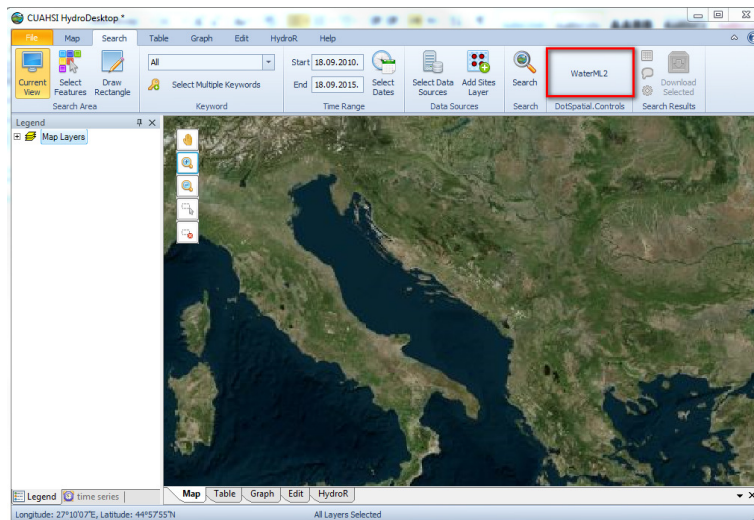 CUAHSI HydroDesktop *
File Map Search Table Graph Edit HydroR Help
Current View
Select Features
Draw Rectangle
Search Area
All
Select Multiple Keywords
Keyword
Start 18.09.2010.
End 18.09.2015.
Select Dates
Time Range
Select Data Sources
Add Sites Layer
Data Sources
Search
Search
WaterML2
DotSpatial.Controls
Download Selected
Search Results
Legend
Map Layers
Legend time series
Map Table Graph Edit HydroR
Longitude: 27°10'07"E, Latitude: 44°57'55"N
All Layers Selected